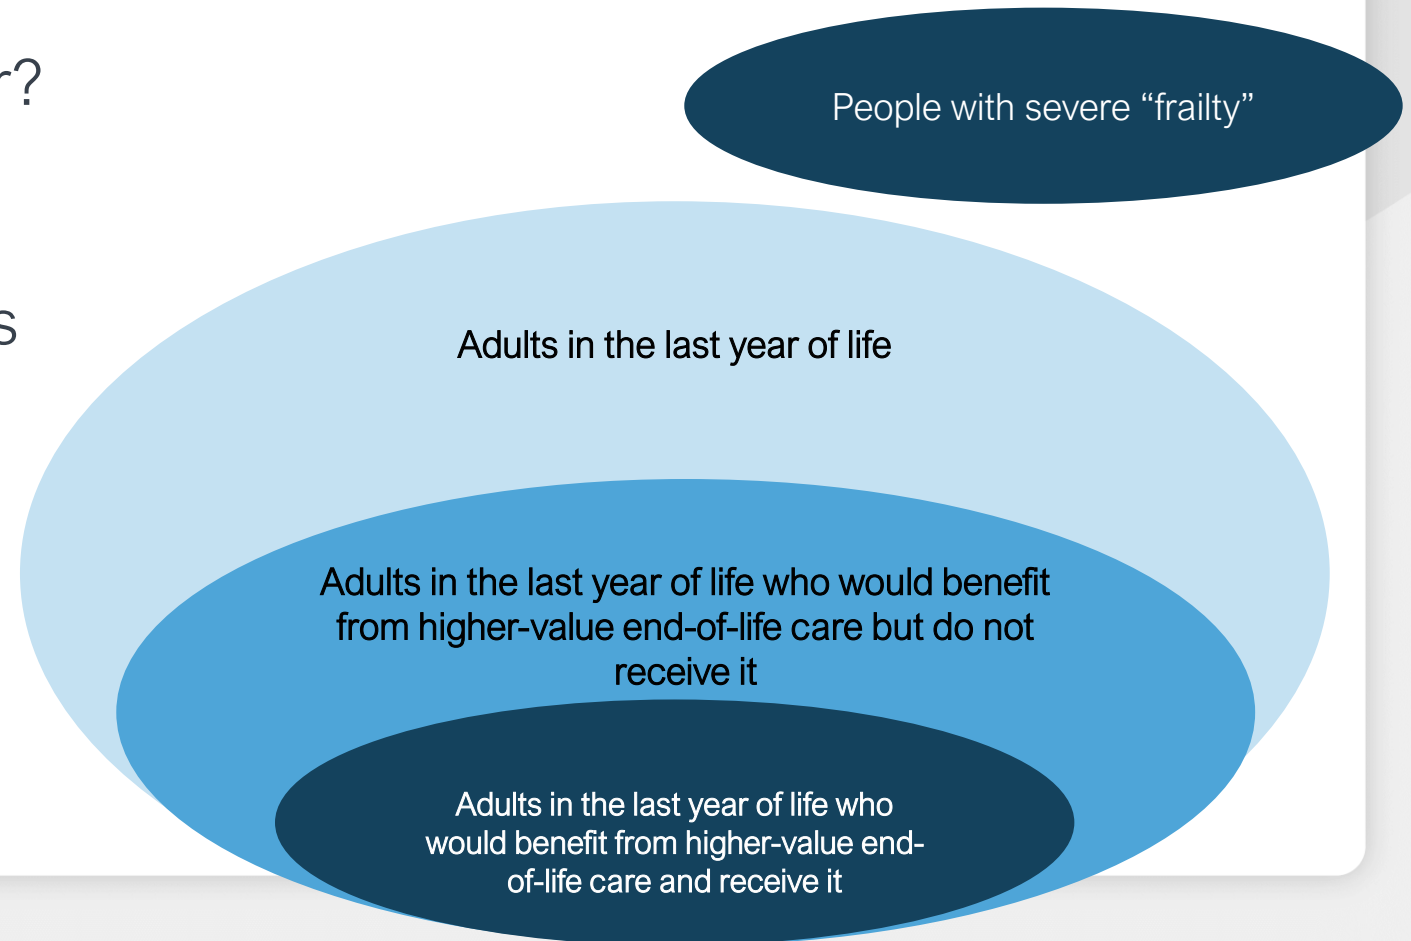 r?
People with severe “frailty”
s
Adults in the last year of life
Adults in the last year of life who would benefit
from higher-value end-of-life care but do not
receive it
Adults in the last year of life who
would benefit from higher-value end-
of-life care and receive it